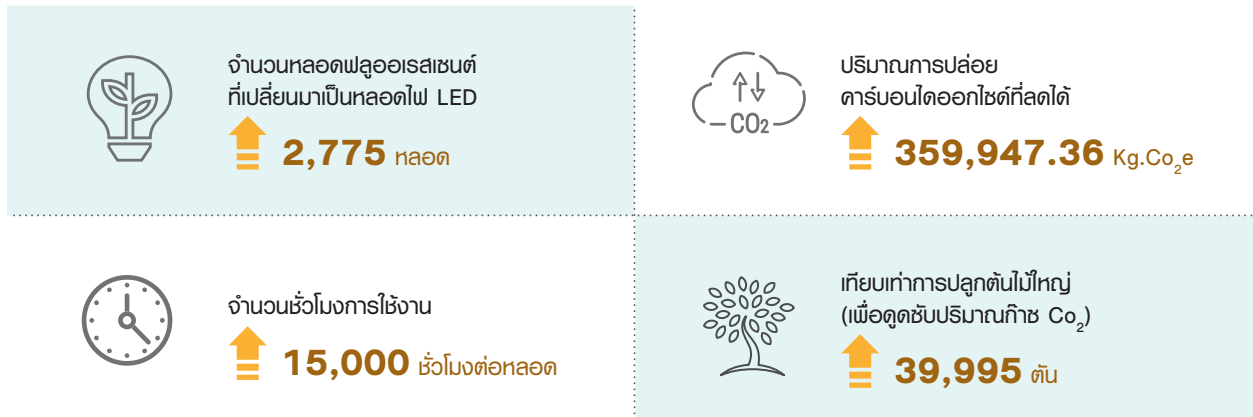 จำนวนหลอดฟลูออเรสเซนต์
ที่เปลี่ยนมาเป็นหลอดไฟ LED
2,775 หลอด
CO2
ปริมาณการปล่อย
คาร์บอนไดออกไซด์ที่ลดได้
359,947.36 Kg.Co₂e
จำนวนชั่วโมงการใช้งาน
15,000 ชั่วโมงต่อหลอด
เทียบเท่าการปลูกต้นไม้ใหญ่
(เพื่อดูดซับปริมาณก๊าซ Co₂)
39,995 ตัน